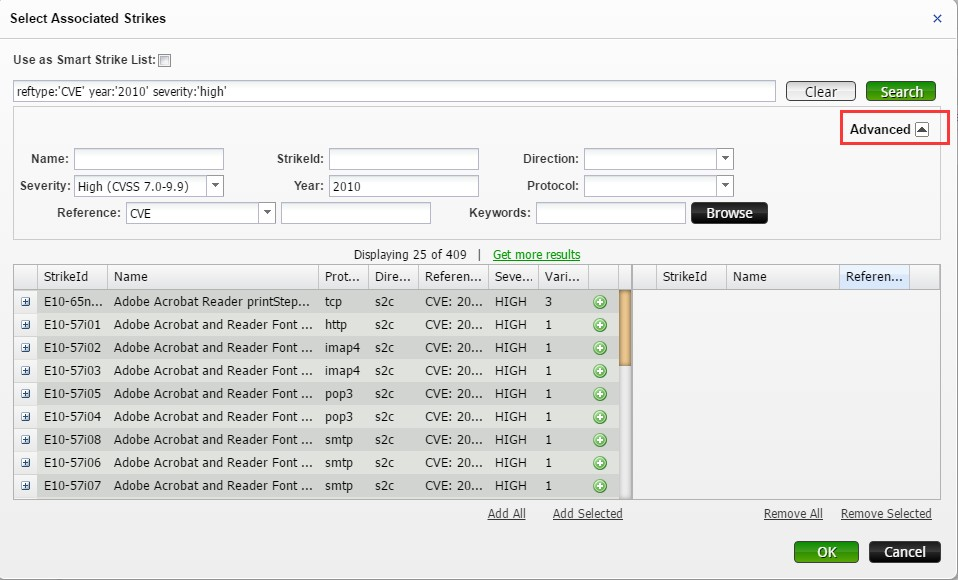 Select Associated Strikes
Use as Smart Strike List:
reftype:'CVE' year:'2010' severity:'high' Clear Search
Advanced
Name: StrikeId: Direction:
Severity: High (CVSS 7.0-9.9) Year: 2010 Protocol:
Reference: CVE Keywords: Browse
Displaying 25 of 409 | Get more results
StrikeId Name Prot... Dire... Referen... Seve... Vari... StrikeId Name Referen...
E10-65n... Adobe Acrobat Reader printStep... tcp s2c CVE: 20... HIGH 3
E10-57i01 Adobe Acrobat and Reader Font ... http s2c CVE: 20... HIGH 1
E10-57i02 Adobe Acrobat and Reader Font ... imap4 s2c CVE: 20... HIGH 1
E10-57i03 Adobe Acrobat and Reader Font ... imap4 s2c CVE: 20... HIGH 1
E10-57i05 Adobe Acrobat and Reader Font ... pop3 s2c CVE: 20... HIGH 1
E10-57i04 Adobe Acrobat and Reader Font ... pop3 s2c CVE: 20... HIGH 1
E10-57i08 Adobe Acrobat and Reader Font ... smtp s2c CVE: 20... HIGH 1
E10-57i06 Adobe Acrobat and Reader Font ... smtp s2c CVE: 20... HIGH 1
E10-57i07 Adobe Acrobat and Reader Font ... smtp s2c CVE: 20... HIGH 1
Add All Add Selected Remove All Remove Selected
OK Cancel